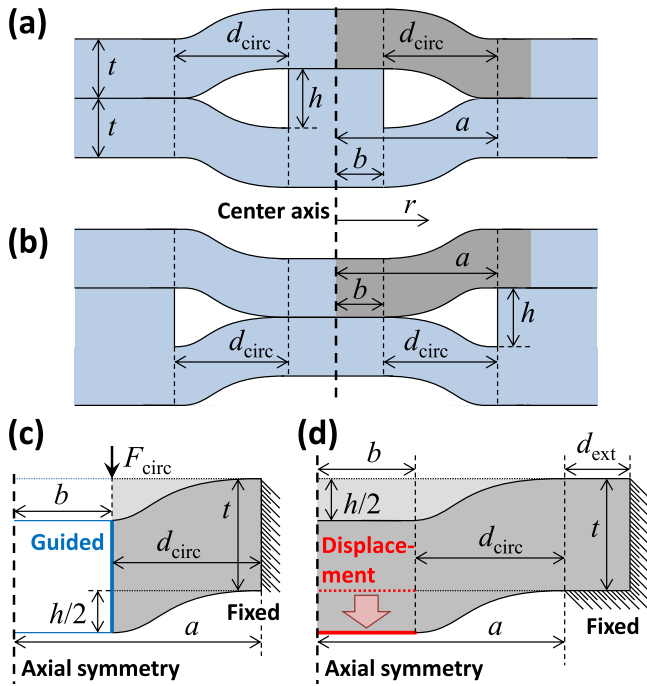 (a)
d_circ
d_circ
t
h
t
a
b
Center axis
r
(b)
a
b
h
d_circ
d_circ
(c)
F_circ
b
Guided
t
d_circ
h/2
Fixed
a
Axial symmetry
(d)
d_ext
b
h/2
t
Displace-
ment
d_circ
Fixed
a
Axial symmetry